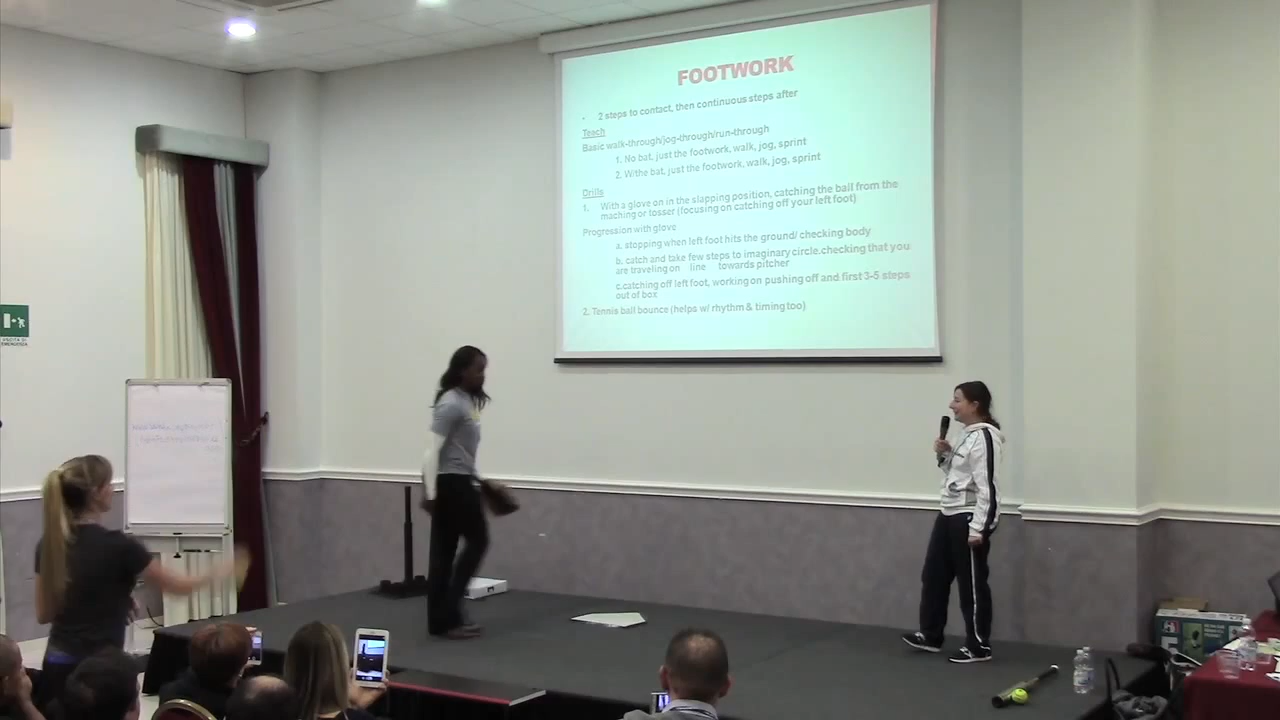 FOOTWORK
• 2 steps to contact, then continuous steps after
Teach
Basic walk-through/jog-through/run-through
1. No bat, just the footwork, walk, jog, sprint
2. W/the bat, just the footwork, walk, jog, sprint
Drills
1. With a glove on in the slapping position, catching the ball from the
maching or tosser (focusing on catching off your left foot)
Progression with glove
a. stopping when left foot hits the ground/ checking body
b. catch and take few steps to imaginary circle.checking that you
are traveling on line towards pitcher
c.catching off left foot, working on pushing off and first 3-5 steps
out of box
2. Tennis ball bounce (helps w/ rhythm & timing too)
USCITA DI
EMERGENZA